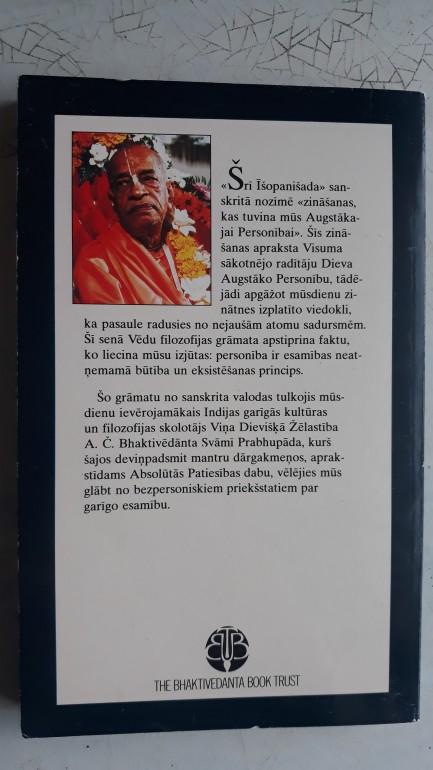 «Šri Īšopanišada» san-
skritā nozīmē «zināšanas,
kas tuvina mūs Augstāka-
jai Personībai». Šīs zinā-
šanas apraksta Visuma
sākotnējo radītāju Dieva
Augstāko Personību, tādē-
jādi apgāžot mūsdienu zi-
nātnes izplatīto viedokli,
ka pasaule radusies no nejaušām atomu sadursmēm.
Šī senā Vēdu filozofijas grāmata apstiprina faktu,
ko liecina mūsu izjūtas: personība ir esamības neat-
ņemamā būtība un eksistēšanas princips.
Šo grāmatu no sanskrita valodas tulkojis mūs-
dienu ievērojamākais Indijas garīgās kultūras
un filozofijas skolotājs Viņa Dievišķā Žēlastība
A. Č. Bhaktivēdānta Svāmi Prabhupāda, kurš
šajos deviņpadsmit mantru dārgakmeņos, aprak-
stīdams Absolūtās Patiesības dabu, vēlējies mūs
glābt no bezpersoniskiem priekšstatiem par
garīgo esamību.
BTB
THE BHAKTIVEDANTA BOOK TRUST